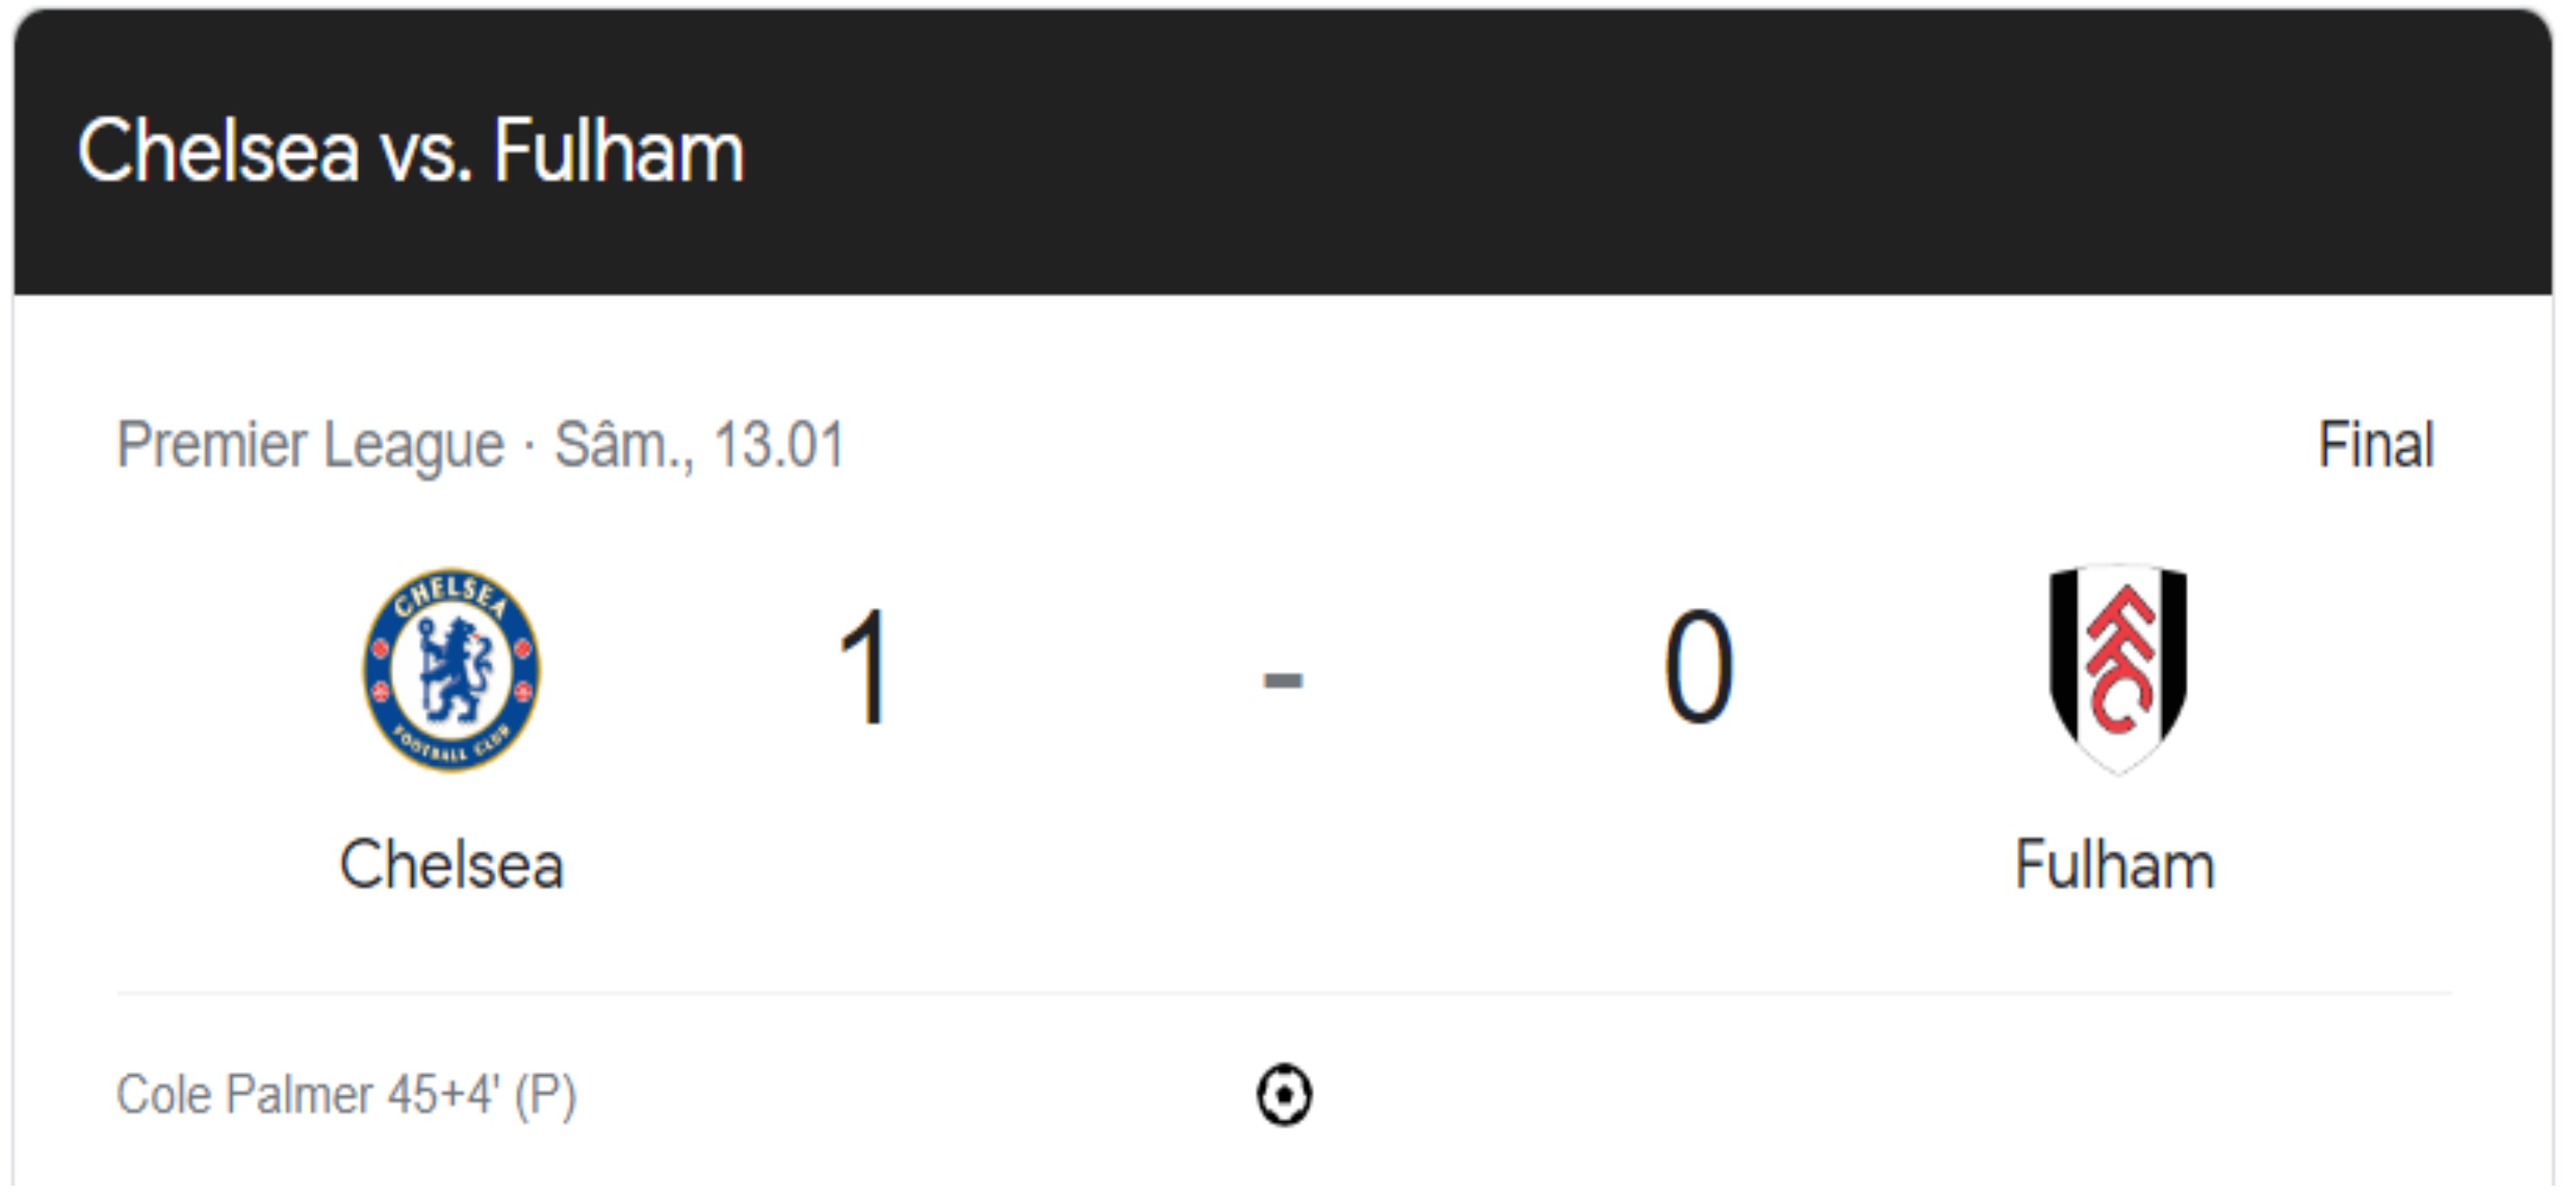 Chelsea vs. Fulham
Premier League · Sâm., 13.01
Final
CHELSEA
FOOTBALL CLUB
1 - 0
FFC
Chelsea
Fulham
Cole Palmer 45+4' (P)